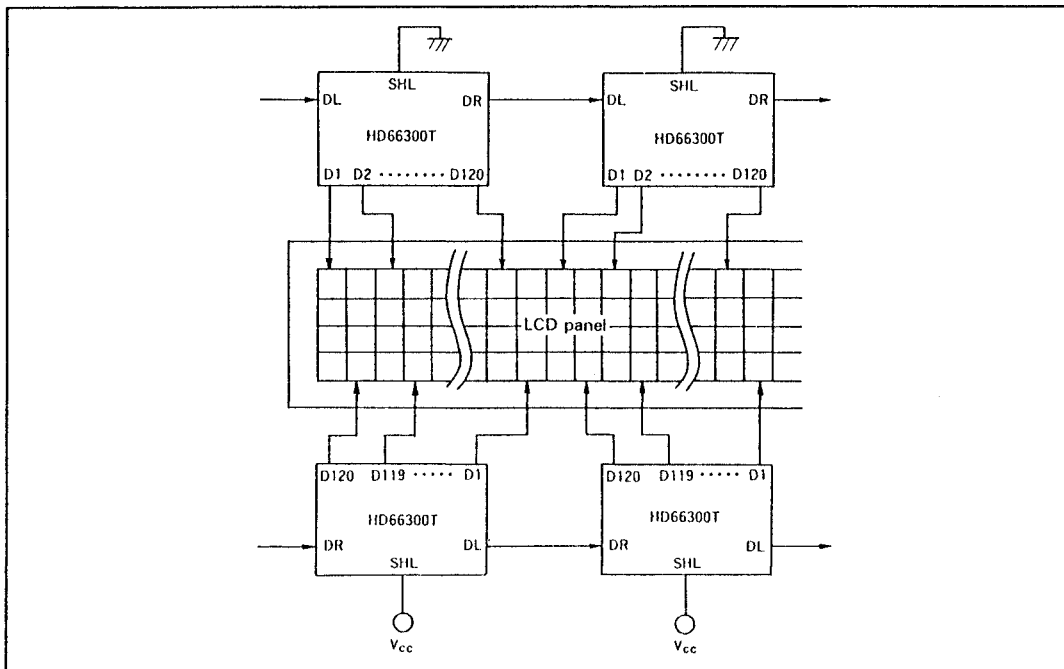 SHL SHL
DL DR DL DR
HD66300T HD66300T
D1 D2 ········ D120 D1 D2 ········ D120
LCD panel
D120 D119 ····· D1 D120 D119 ····· D1
HD66300T HD66300T
DR DL DR DL
SHL SHL
Vcc Vcc